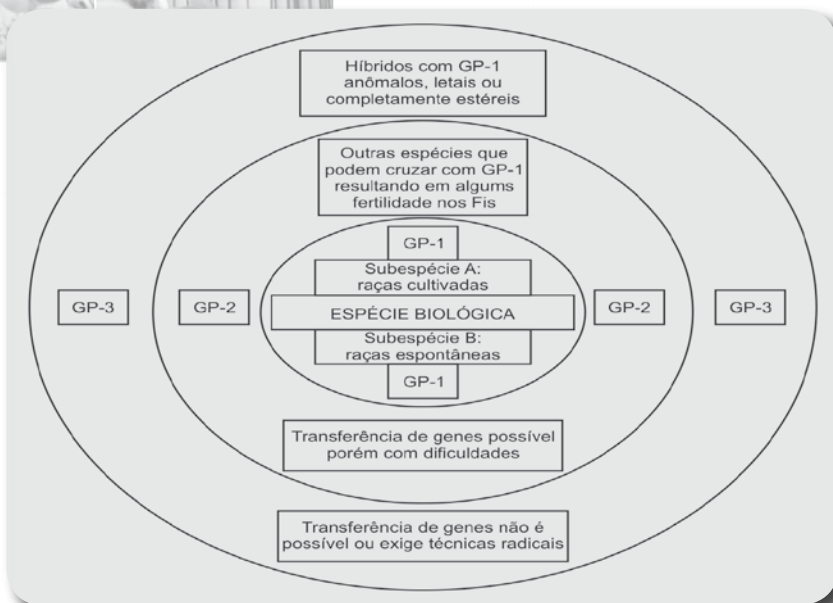 Híbridos com GP-1
anômalos, letais ou
completamente estéreis
Outras espécies que
podem cruzar com GP-1
resultando em algums
fertilidade nos Fis
GP-1
Subespécie A:
raças cultivadas
GP-3
GP-2
ESPÉCIE BIOLÓGICA
GP-2
GP-3
Subespécie B:
raças espontâneas
GP-1
Transferência de genes possível
porém com dificuldades
Transferência de genes não é
possível ou exige técnicas radicais